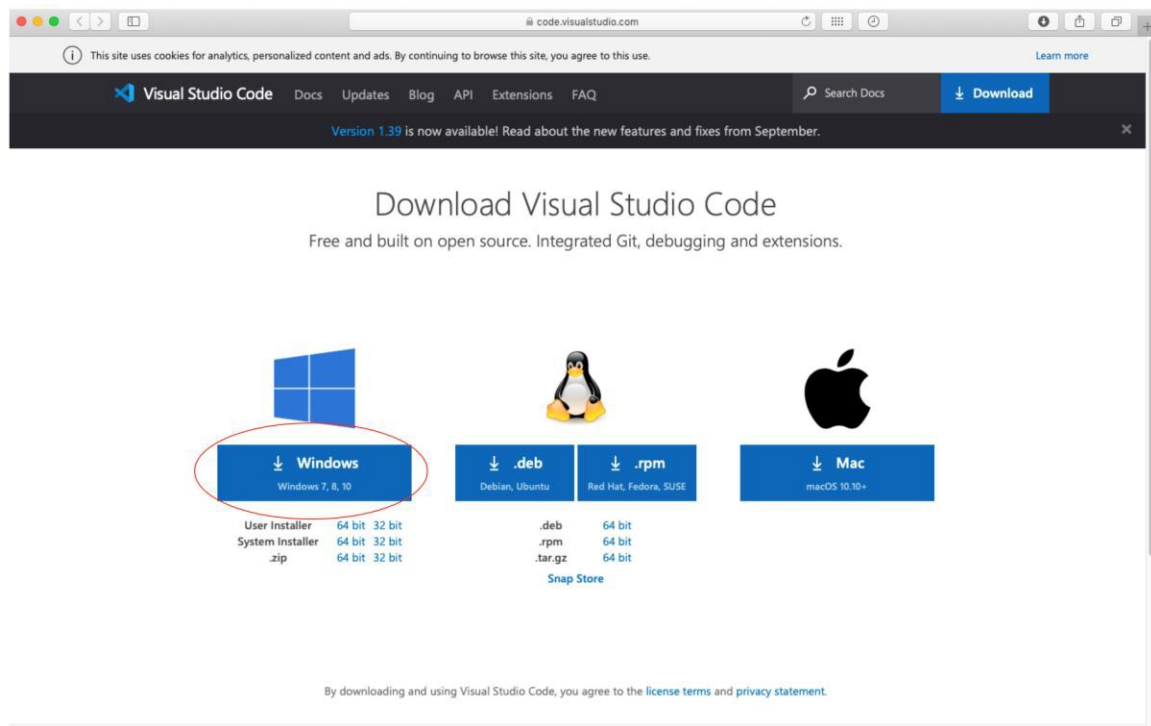 code.visualstudio.com
This site uses cookies for analytics, personalized content and ads. By continuing to browse this site, you agree to this use. Learn more
Visual Studio Code Docs Updates Blog API Extensions FAQ Search Docs Download
Version 1.39 is now available! Read about the new features and fixes from September.
Download Visual Studio Code
Free and built on open source. Integrated Git, debugging and extensions.
Windows .deb .rpm Mac
Windows 7, 8, 10 Debian, Ubuntu Red Hat, Fedora, SUSE macOS 10.10+
User Installer 64 bit 32 bit .deb 64 bit
System Installer 64 bit 32 bit .rpm 64 bit
.zip 64 bit 32 bit .tar.gz 64 bit
Snap Store
By downloading and using Visual Studio Code, you agree to the license terms and privacy statement.